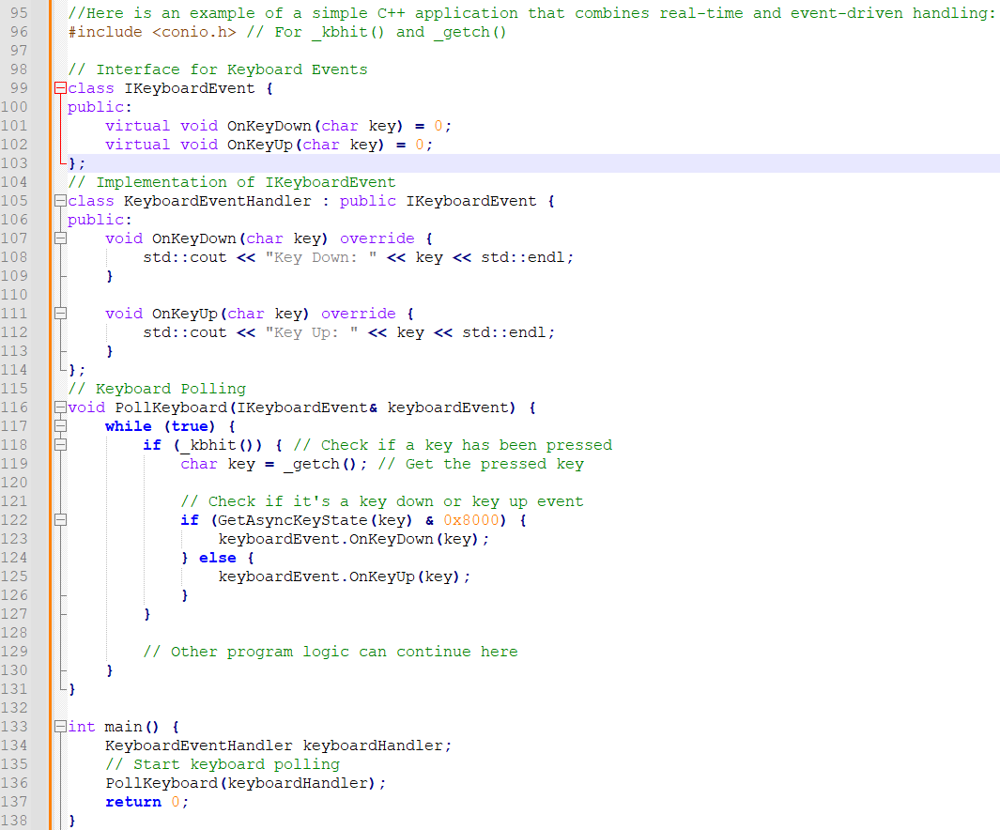 95 //Here is an example of a simple C++ application that combines real-time and event-driven handling:
96 #include <conio.h> // For _kbhit() and _getch()
97
98 // Interface for Keyboard Events
99 class IKeyboardEvent {
100 public:
101     virtual void OnKeyDown(char key) = 0;
102     virtual void OnKeyUp(char key) = 0;
103 };
104 // Implementation of IKeyboardEvent
105 class KeyboardEventHandler : public IKeyboardEvent {
106 public:
107     void OnKeyDown(char key) override {
108         std::cout << "Key Down: " << key << std::endl;
109     }
110
111     void OnKeyUp(char key) override {
112         std::cout << "Key Up: " << key << std::endl;
113     }
114 };
115 // Keyboard Polling
116 void PollKeyboard(IKeyboardEvent& keyboardEvent) {
117     while (true) {
118         if (_kbhit()) { // Check if a key has been pressed
119             char key = _getch(); // Get the pressed key
120
121             // Check if it's a key down or key up event
122             if (GetAsyncKeyState(key) & 0x8000) {
123                 keyboardEvent.OnKeyDown(key);
124             } else {
125                 keyboardEvent.OnKeyUp(key);
126             }
127         }
128
129         // Other program logic can continue here
130     }
131 }
132
133 int main() {
134     KeyboardEventHandler keyboardHandler;
135     // Start keyboard polling
136     PollKeyboard(keyboardHandler);
137     return 0;
138 }